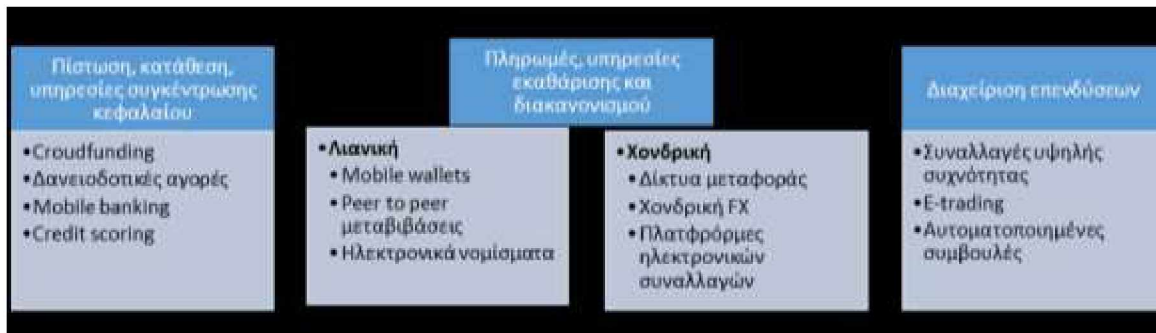 Πίστωση, κατάθεση,
υπηρεσίες συγκέντρωσης
κεφαλαίου
•Croudfunding
•Δανειοδοτικές αγορές
•Mobile banking
•Credit scoring
Πληρωμές, υπηρεσίες
εκαθάρισης και
διακανονισμού
•Λιανική
•Mobile wallets
•Peer to peer
μεταβιβάσεις
•Ηλεκτρονικά νομίσματα
•Χονδρική
•Δίκτυα μεταφοράς
•Χονδρική FX
•Πλατφρόρμες
ηλεκτρονικών
συναλλαγών
Διαχείριση επενδύσεων
•Συναλλαγές υψηλής
συχνότητας
•E-trading
•Αυτοματοποιημένες
συμβουλές